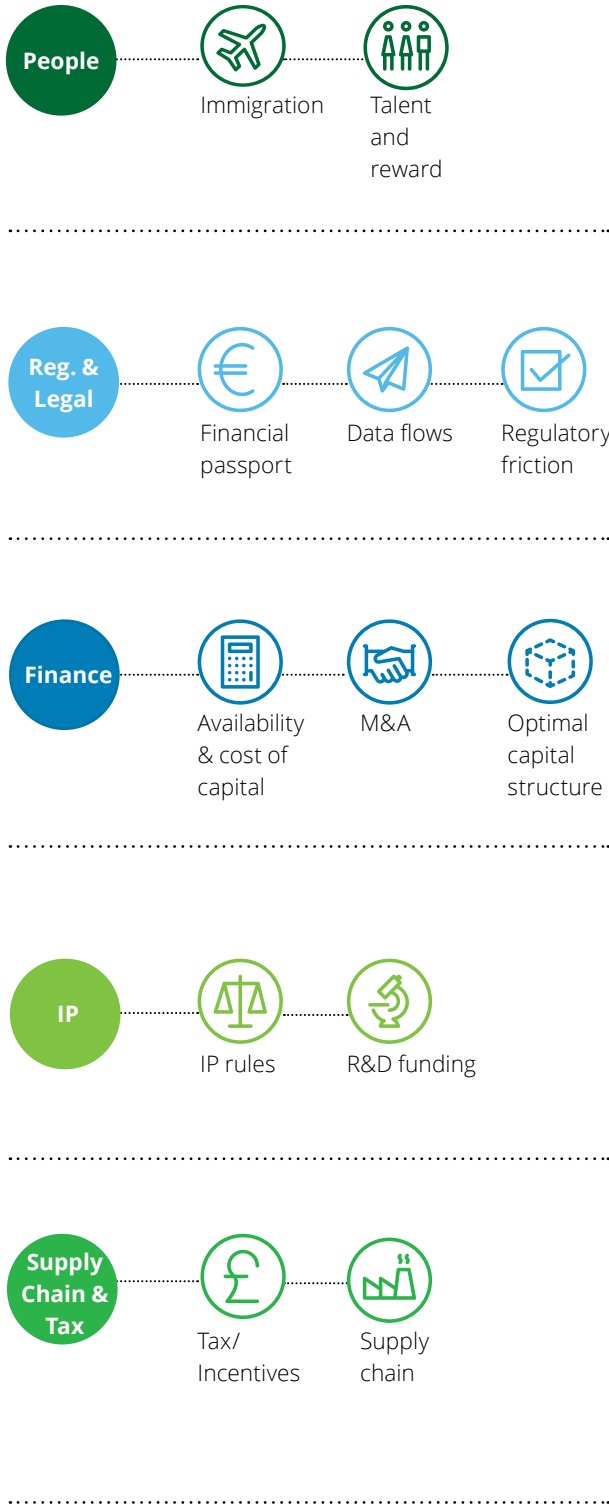 People
Immigration
Talent
and
reward
Reg. &
Legal
Financial
passport
Data flows
Regulatory
friction
Finance
Availability
& cost of
capital
M&A
Optimal
capital
structure
IP
IP rules
R&D funding
Supply
Chain &
Tax
Tax/
Incentives
Supply
chain